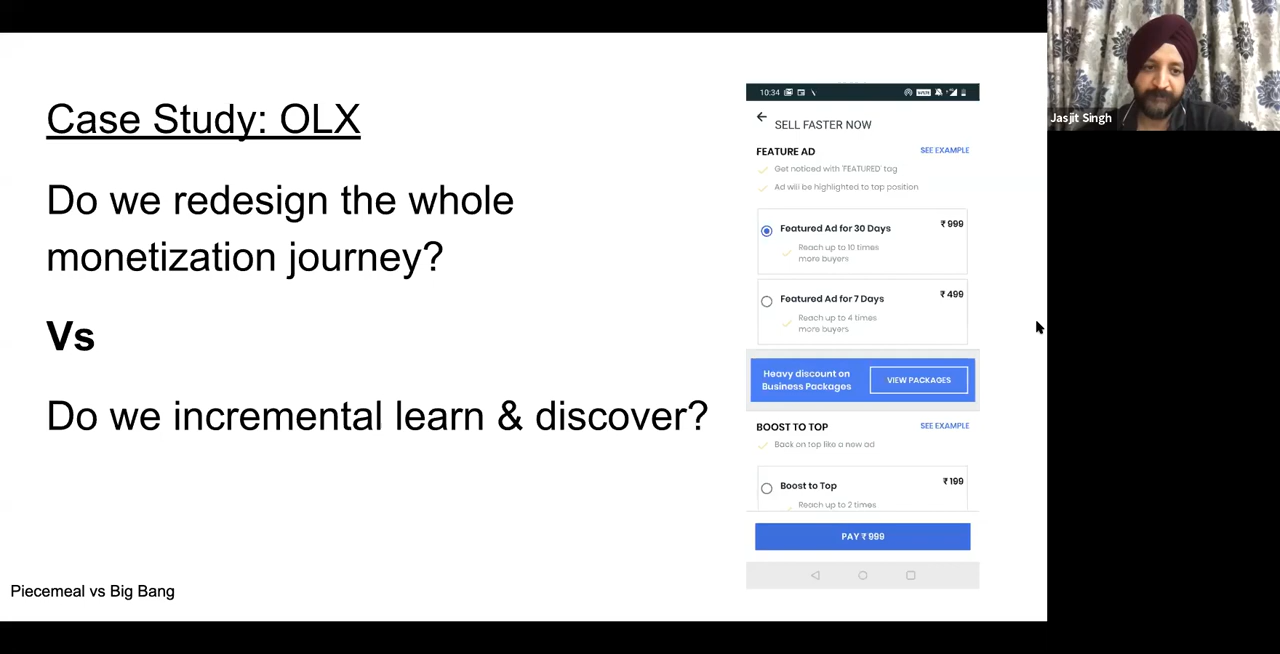 Case Study: OLX
Do we redesign the whole
monetization journey?
Vs
Do we incremental learn & discover?
Piecemeal vs Big Bang
10:34
SELL FASTER NOW
FEATURE AD
SEE EXAMPLE
Get noticed with 'FEATURED' tag
Ad will be highlighted to top position
Featured Ad for 30 Days
₹ 999
Reach up to 10 times
more buyers
Featured Ad for 7 Days
₹ 499
Reach up to 4 times
more buyers
Heavy discount on
Business Packages
VIEW PACKAGES
BOOST TO TOP
SEE EXAMPLE
Back on top like a new ad
Boost to Top
₹ 199
Reach up to 2 times
PAY ₹ 999
Jasjit Singh